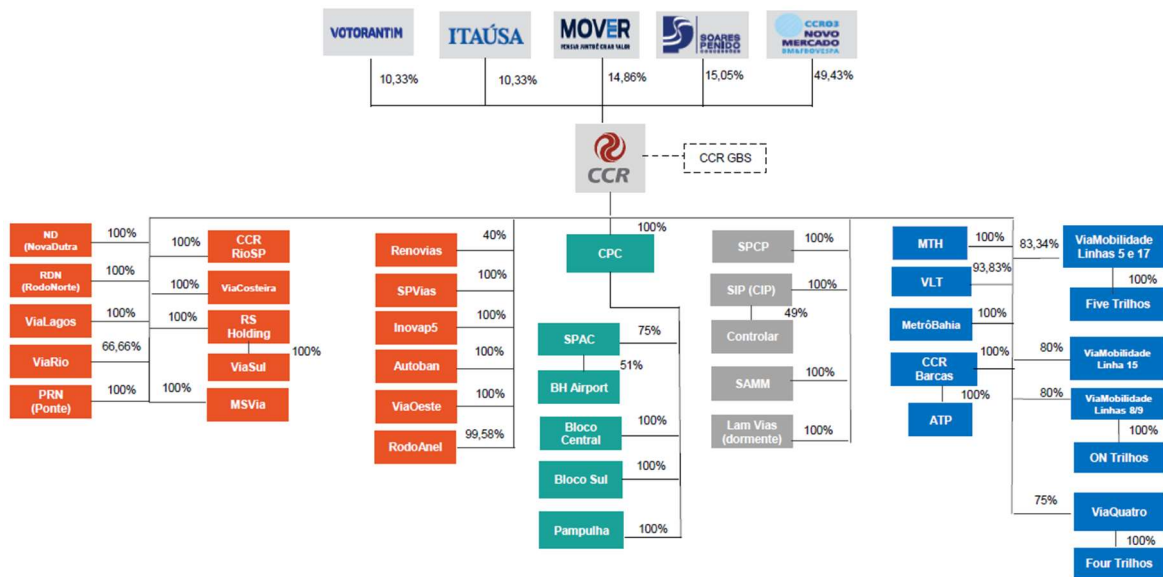 VOTORANTIM
ITAÚSA
MOVER
PENSAR JUNTO É CRIAR VALOR
SOARES
PENIDO
CCR03
NOVO
MERCADO
BM&FBOVESPA
10,33%
10,33%
14,86%
15,05%
49,43%
CCR
CCR GBS
ND
(NovaDutra
100%
RDN
(RodoNorte)
100%
ViaLagos
100%
ViaRio
66,66%
PRN
(Ponte)
100%
100%
CCR
RioSP
100%
ViaCosteira
100%
RS
Holding
100%
ViaSul
100%
MSVia
Renovias
40%
SPVias
100%
Inovap5
100%
Autoban
100%
ViaOeste
100%
RodoAnel
99,58%
100%
CPC
SPAC
75%
51%
BH Airport
Bloco
Central
100%
Bloco Sul
100%
Pampulha
100%
SPCP
100%
SIP (CIP)
100%
49%
Controlar
SAMM
100%
Lam Vias
(dormente)
100%
MTH
100%
VLT
93,83%
MetrôBahia
100%
CCR
Barcas
100%
100%
ATP
83,34%
ViaMobilidade
Linhas 5 e 17
100%
Five Trilhos
80%
ViaMobilidade
Linha 15
80%
ViaMobilidade
Linhas 8/9
100%
ON Trilhos
75%
ViaQuatro
100%
Four Trilhos